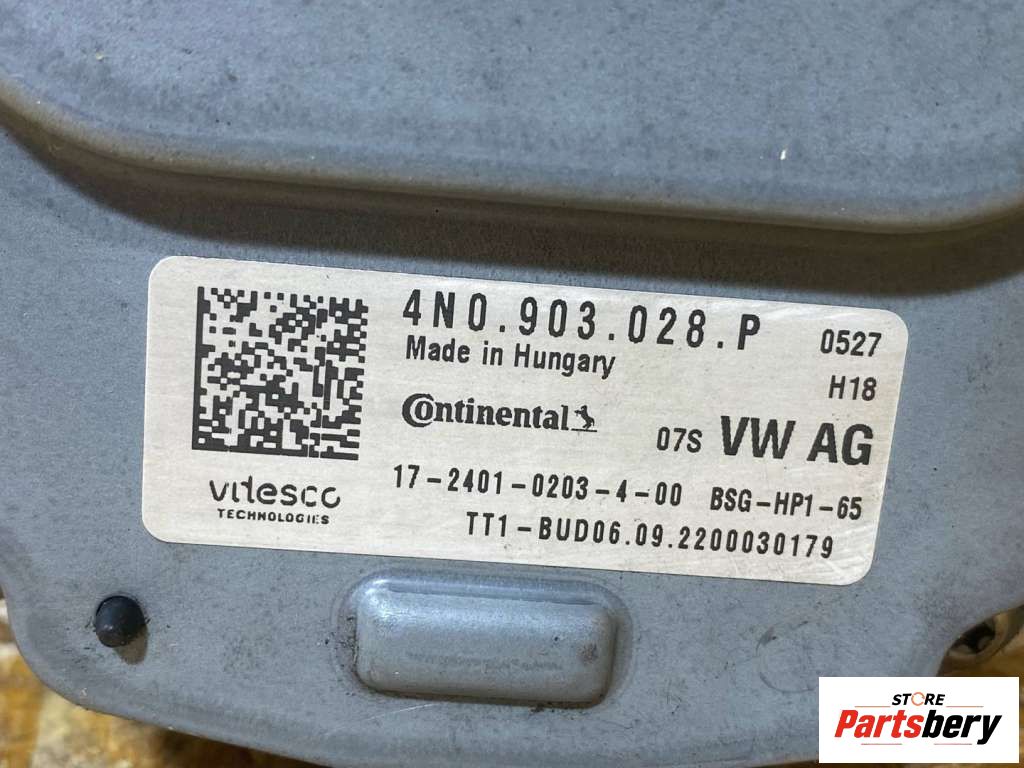 4N0.903.028.P
0527
Made in Hungary
H18
Continental
07S VW AG
vitesco
TECHNOLOGIES
17-2401-0203-4-00 BSG-HP1-65
TT1-BUD06.09.2200030179
STORE
Partsbery